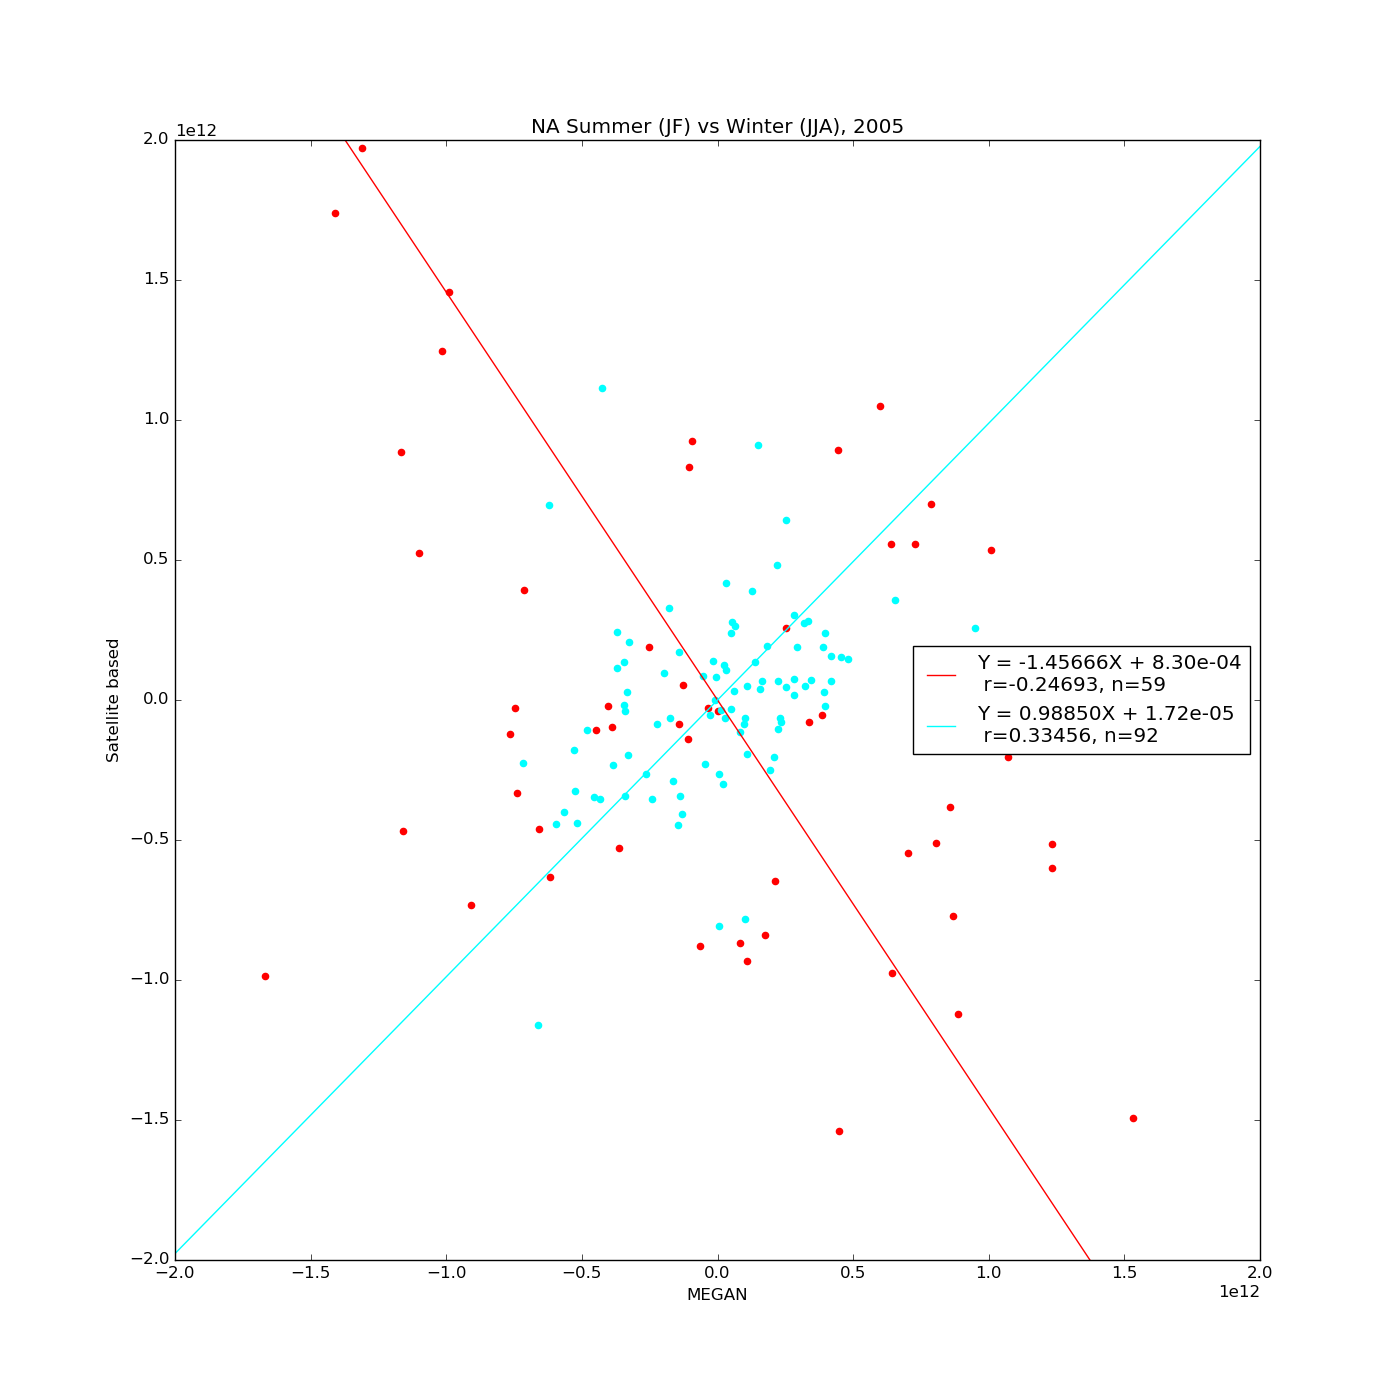 NA Summer (JF) vs Winter (JJA), 2005
1e12
2.0
1.5
1.0
0.5
0.0
−0.5
−1.0
−1.5
−2.0
Satellite based
Y = -1.45666X + 8.30e-04
r=-0.24693, n=59
Y = 0.98850X + 1.72e-05
r=0.33456, n=92
−2.0 −1.5 −1.0 −0.5 0.0 0.5 1.0 1.5 2.0
MEGAN
1e12